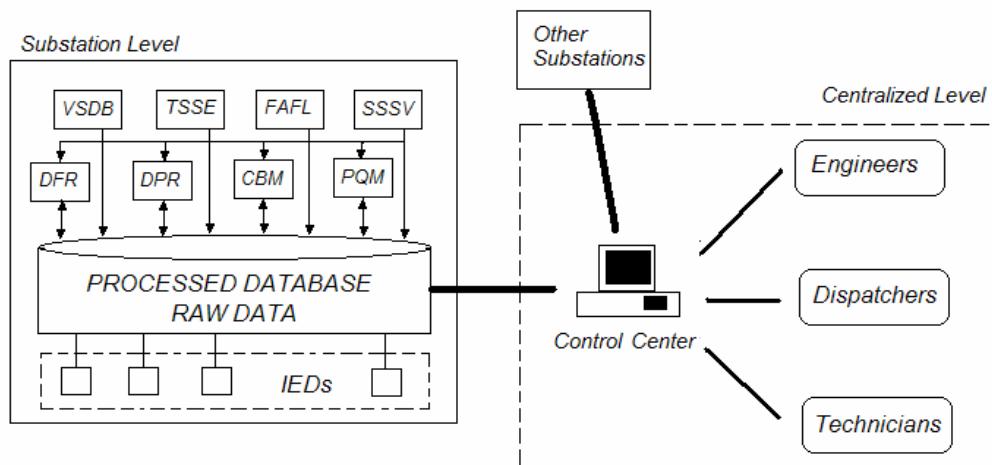 Substation Level
Other
Substations
VSDB
TSSE
FAFL
SSSV
Centralized Level
DFR
DPR
CBM
PQM
Engineers
PROCESSED DATABASE
RAW DATA
Dispatchers
Control Center
IEDs
Technicians